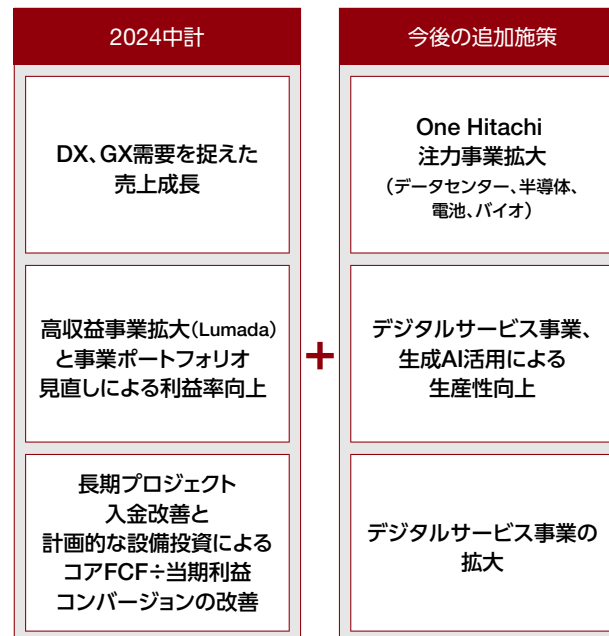 2024中計
DX、GX需要を捉えた
売上成長
高収益事業拡大(Lumada)
と事業ポートフォリオ
見直しによる利益率向上
長期プロジェクト
入金改善と
計画的な設備投資による
コアFCF÷当期利益
コンバージョンの改善
+
今後の追加施策
One Hitachi
注力事業拡大
(データセンター、半導体、
電池、バイオ)
デジタルサービス事業、
生成AI活用による
生産性向上
デジタルサービス事業の
拡大